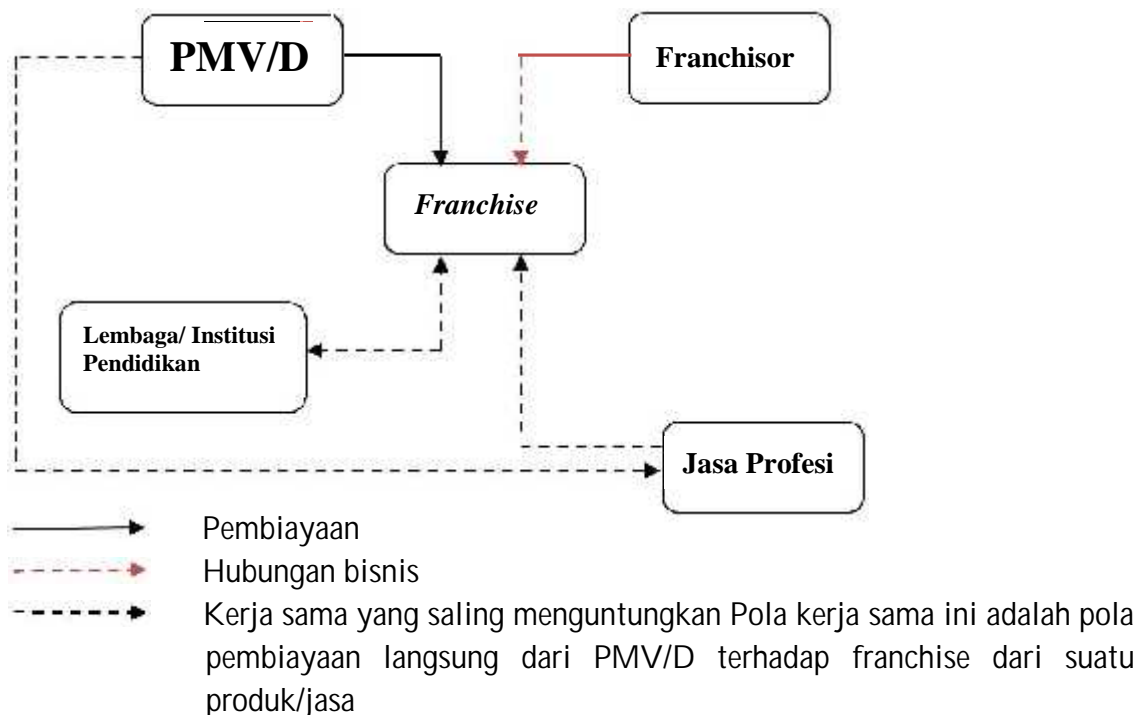 PMV/D
Franchisor
Franchise
Lembaga/ Institusi
Pendidikan
Jasa Profesi
Pembiayaan
Hubungan bisnis
Kerja sama yang saling menguntungkan Pola kerja sama ini adalah pola
pembiayaan langsung dari PMV/D terhadap franchise dari suatu
produk/jasa